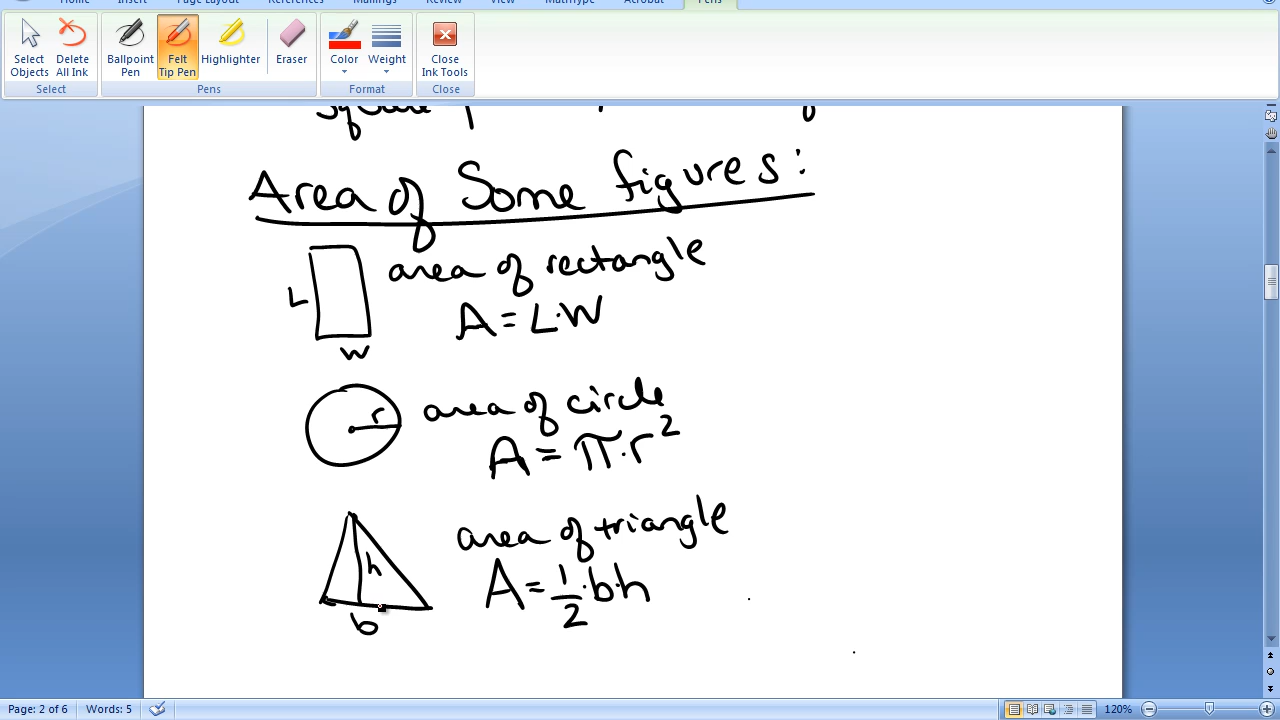 Home Insert Page Layout References Mailings Review View MathType Acrobat Pens
Select Objects
Delete All Ink
Ballpoint Pen
Felt Tip Pen
Highlighter
Eraser
Color
Weight
Close Ink Tools
Select
Pens
Format
Close
Area of Some figures:
L
W
area of rectangle
A = L·W
r
area of circle
A = π·r²
h
b
area of triangle
A = 1/2·b·h
Page: 2 of 6 Words: 5 120%